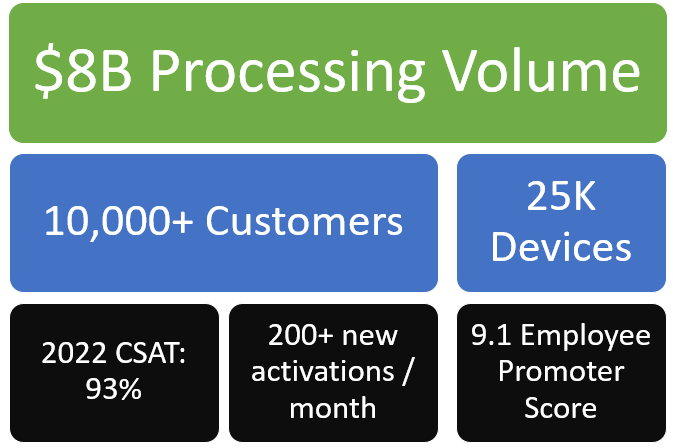 $8B Processing Volume
10,000+ Customers
25K
Devices
2022 CSAT:
93%
200+ new
activations /
month
9.1 Employee
Promoter
Score